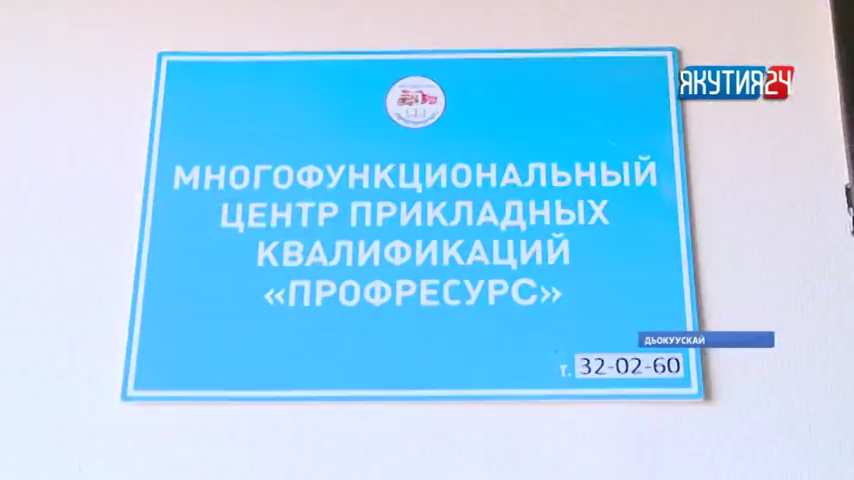 ЯКУТИЯ24
МНОГОФУНКЦИОНАЛЬНЫЙ
ЦЕНТР ПРИКЛАДНЫХ
КВАЛИФИКАЦИЙ
«ПРОФРЕСУРС»
ДЬОКУУСКАЙ
т. 32-02-60